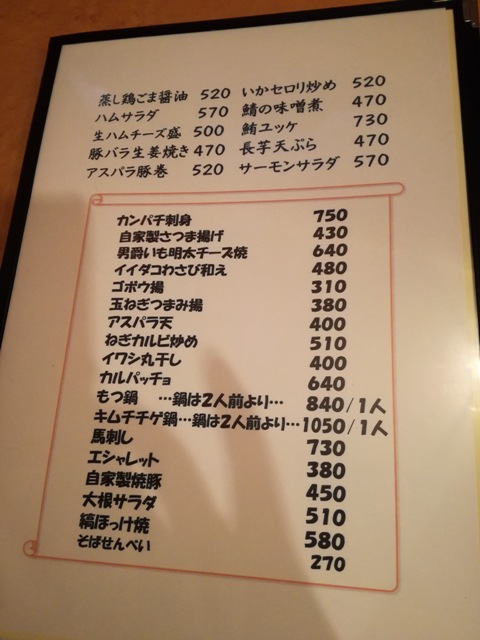 蒸し鶏ごま醤油 520 いかセロリ炒め 520
ハムサラダ 570 鯖の味噌煮 470
生ハムチーズ盛 500 鮪ユッケ 730
豚バラ生姜焼き 470 長芋天ぷら 470
アスパラ豚巻 520 サーモンサラダ 570
カンパチ刺身 750
自家製さつま揚げ 430
男爵いも明太チーズ焼 640
イイダコわさび和え 480
ゴボウ揚 310
玉ねぎつまみ揚 380
アスパラ天 400
ねぎカルビ炒め 510
イワシ丸干し 400
カルパッチョ 640
もつ鍋 …鍋は2人前より… 840/1人
キムチチゲ鍋…鍋は2人前より…1050/1人
馬刺し 730
エシャレット 380
自家製焼豚 450
大根サラダ 510
縞ほっけ焼 580
そばせんべい 270